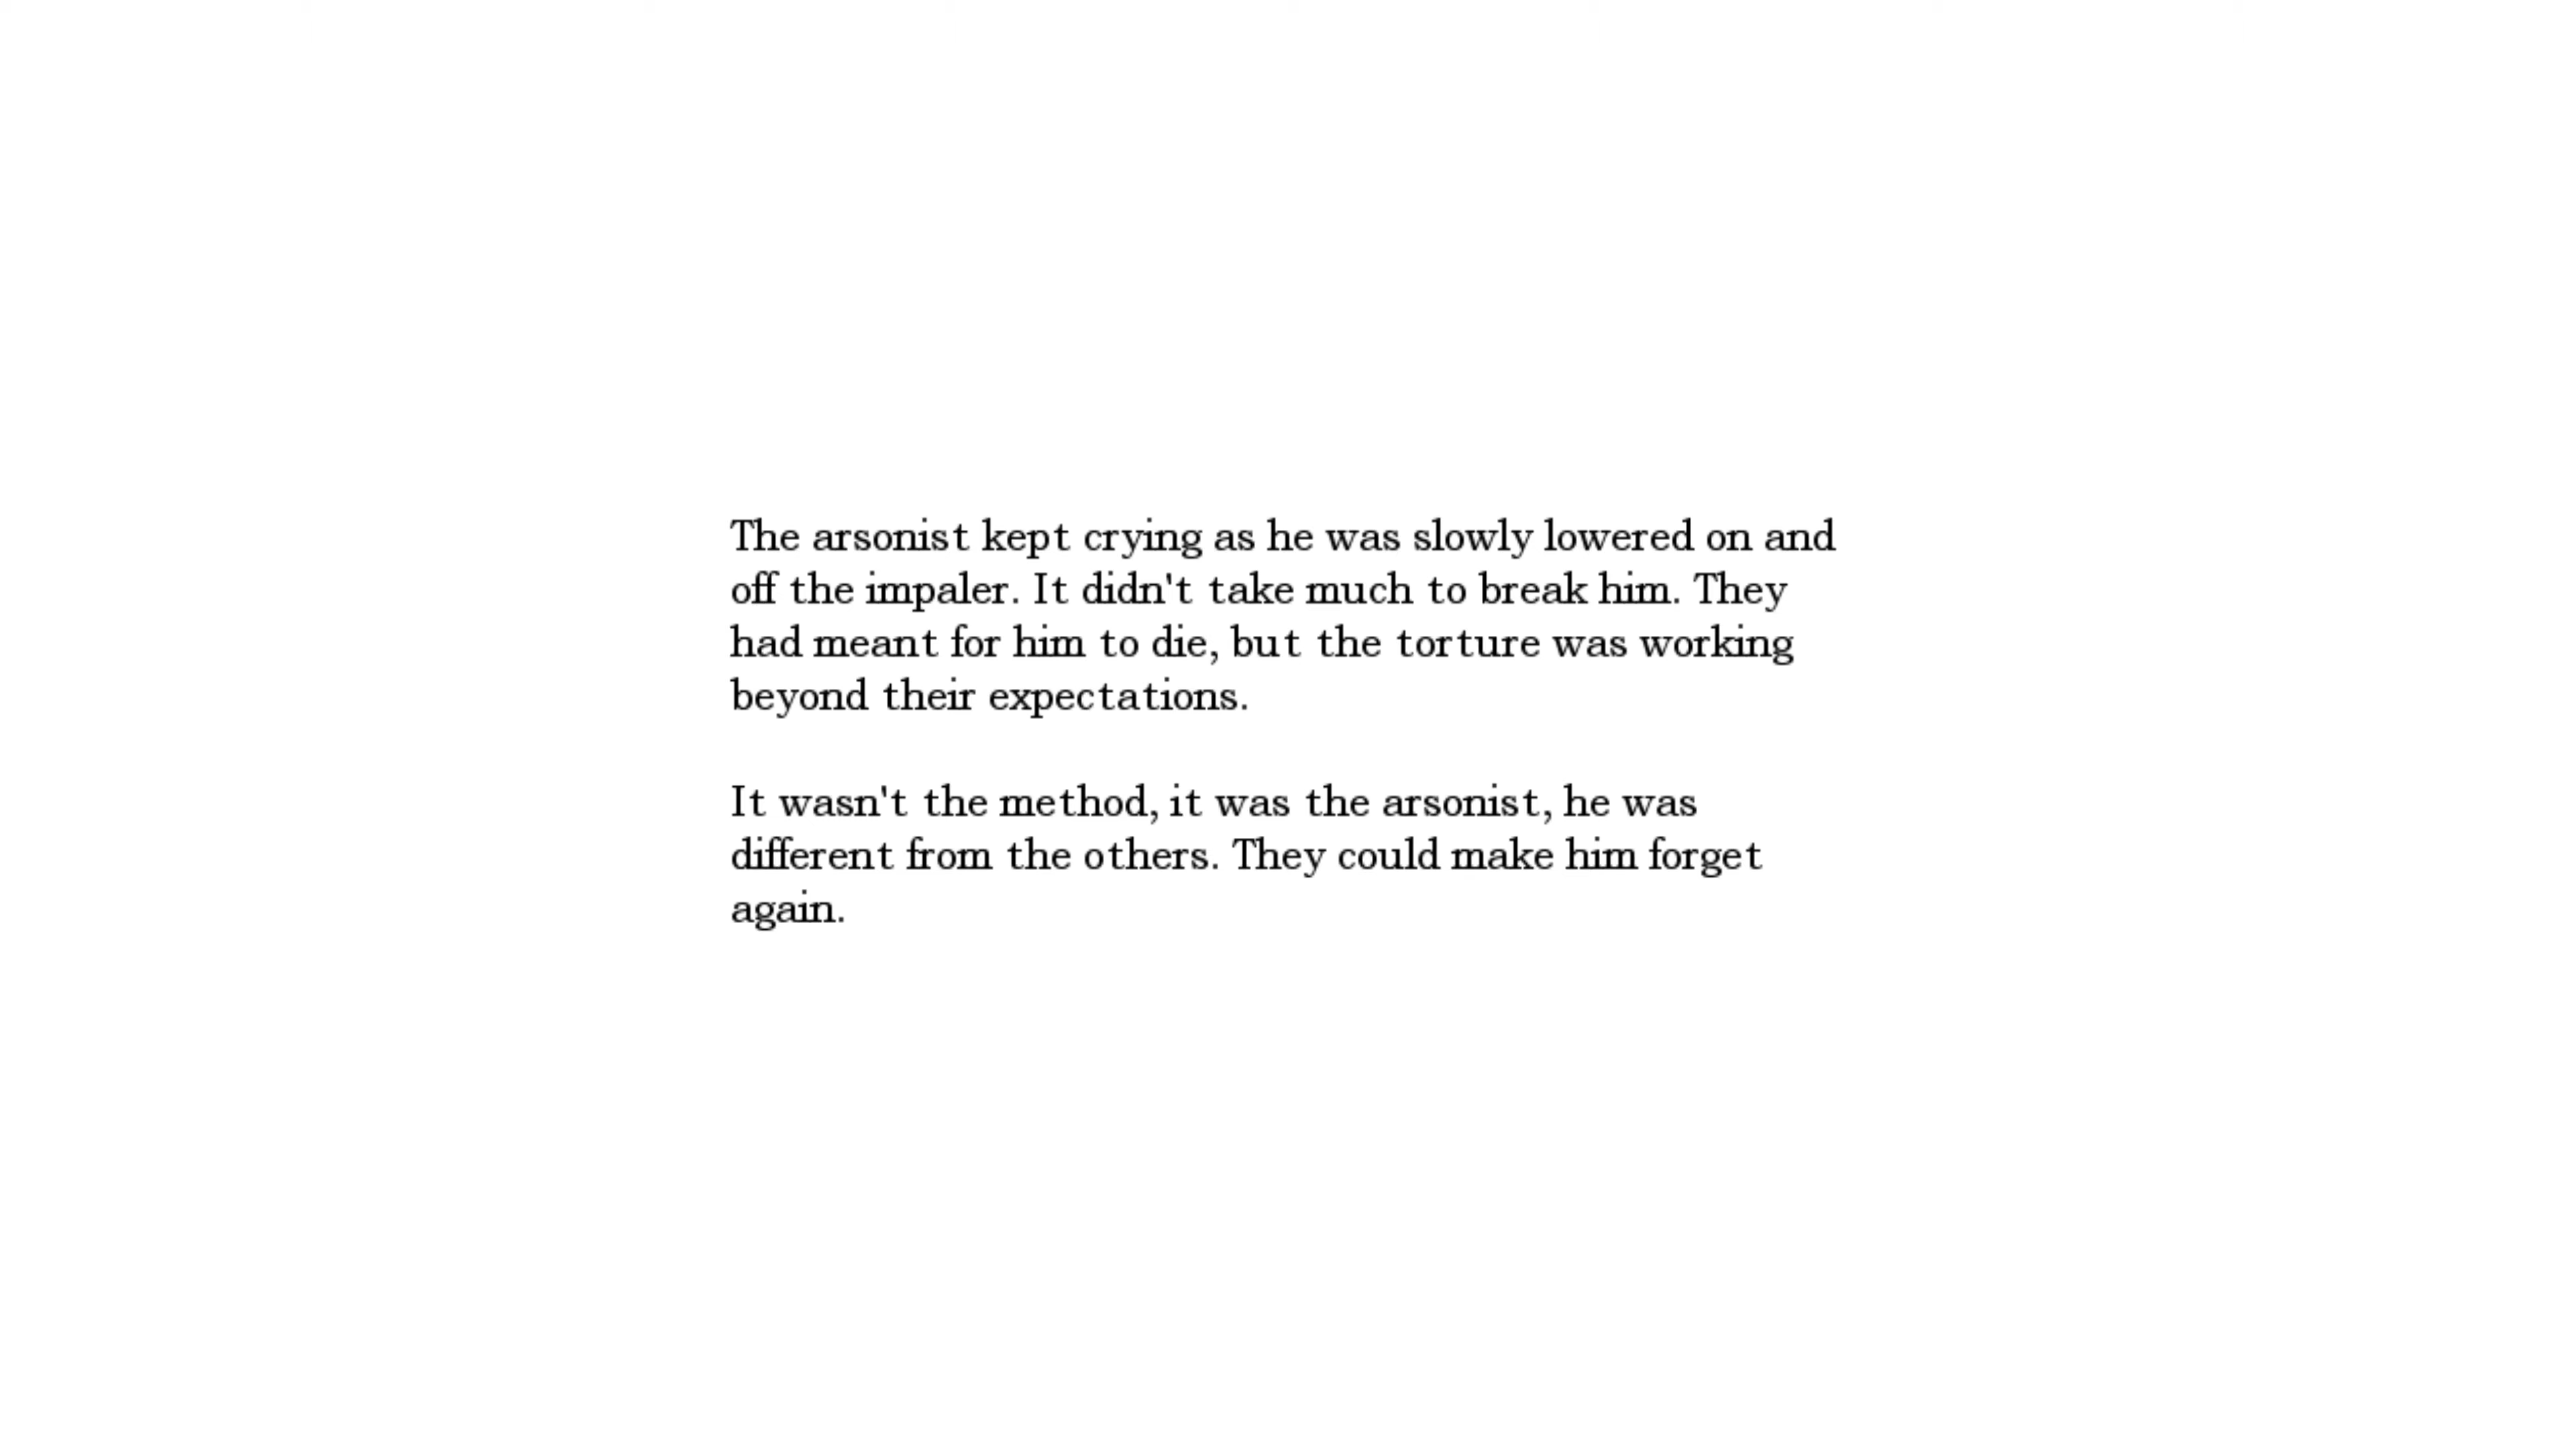 The arsonist kept crying as he was slowly lowered on and
off the impaler. It didn't take much to break him. They
had meant for him to die, but the torture was working
beyond their expectations.
It wasn't the method, it was the arsonist, he was
different from the others. They could make him forget
again.